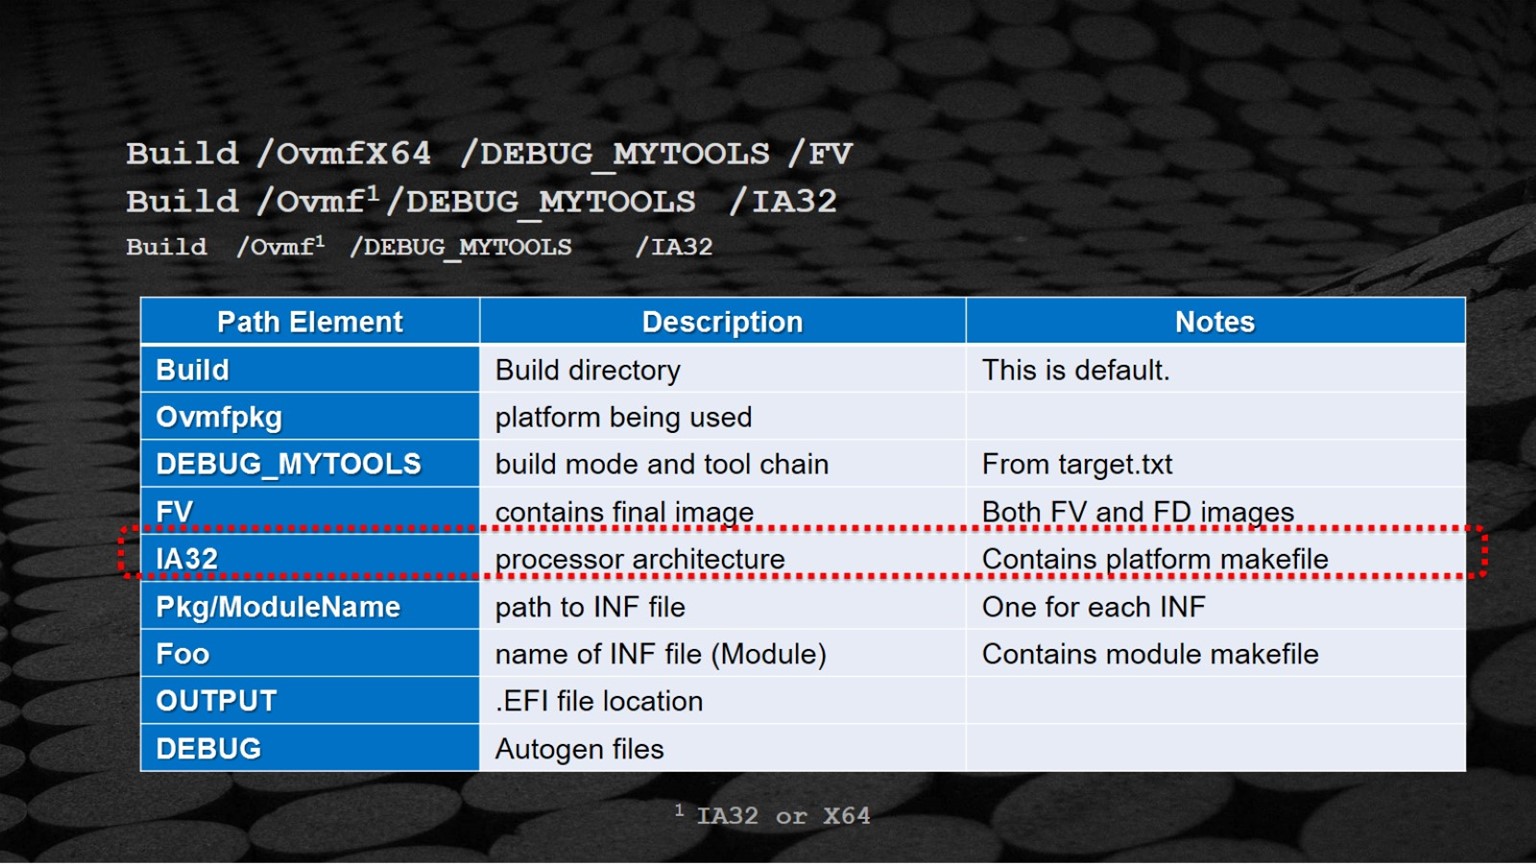 Build /OvmfX64 /DEBUG_MYTOOLS /FV
Build /Ovmf¹/DEBUG_MYTOOLS /IA32
Build /Ovmf¹ /DEBUG_MYTOOLS /IA32
Path Element Description Notes
Build Build directory This is default.
Ovmfpkg platform being used
DEBUG_MYTOOLS build mode and tool chain From target.txt
FV contains final image Both FV and FD images
IA32 processor architecture Contains platform makefile
Pkg/ModuleName path to INF file One for each INF
Foo name of INF file (Module) Contains module makefile
OUTPUT .EFI file location
DEBUG Autogen files
¹ IA32 or X64